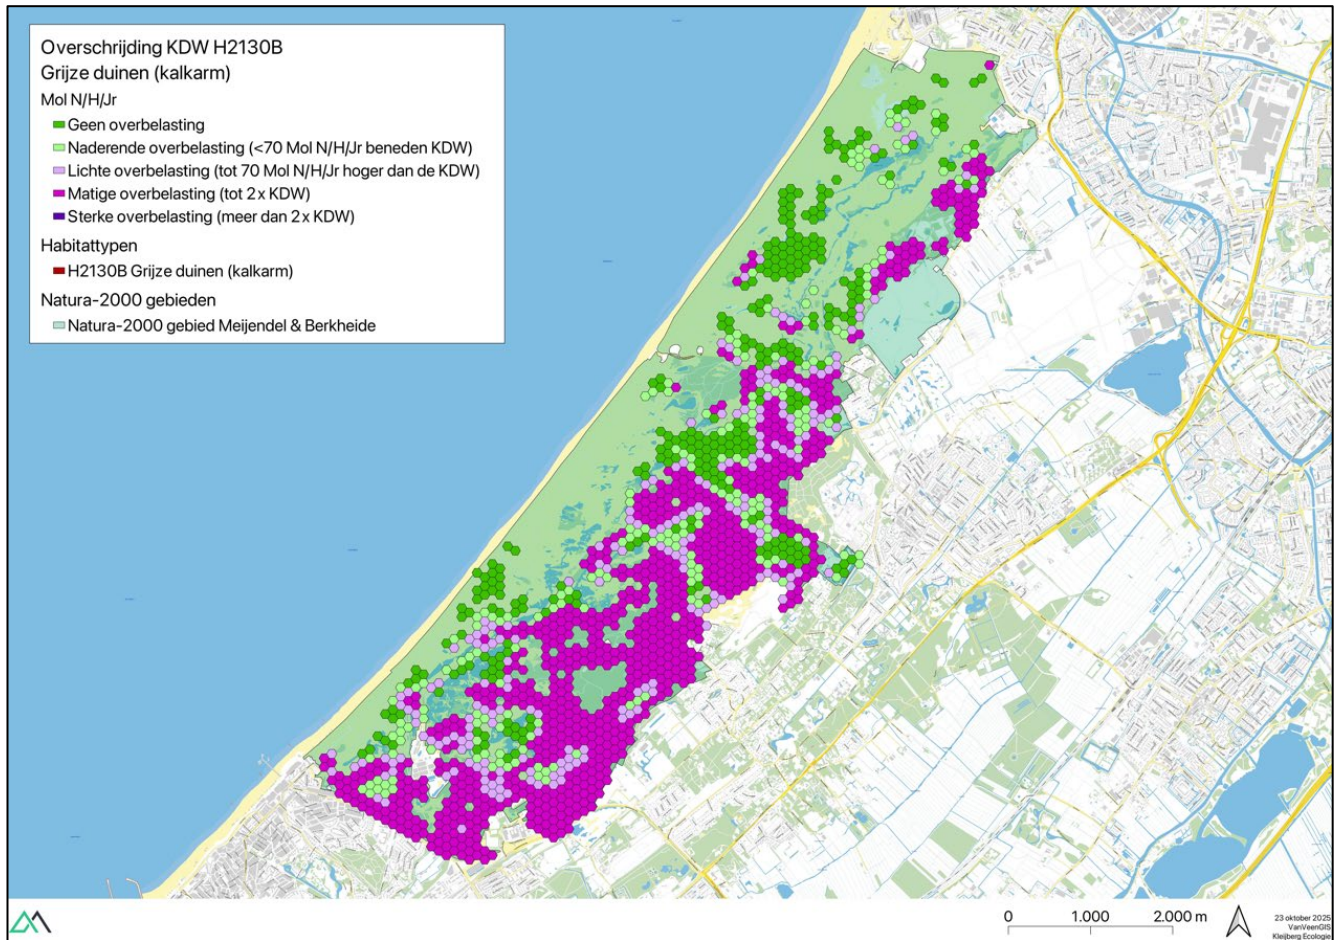 Overschrijding KDW H2130B
Grijze duinen (kalkarm)
Mol N/H/Jr
Geen overbelasting
Naderende overbelasting (<70 Mol N/H/Jr beneden KDW)
Lichte overbelasting (tot 70 Mol N/H/Jr hoger dan de KDW)
Matige overbelasting (tot 2x KDW)
Sterke overbelasting (meer dan 2x KDW)
Habitattypen
H2130B Grijze duinen (kalkarm)
Natura-2000 gebieden
Natura-2000 gebied Meijendel & Berkheide
0 1.000 2.000 m
23 oktober 2025
VanVeenGIS
Kleijberg Ecologie